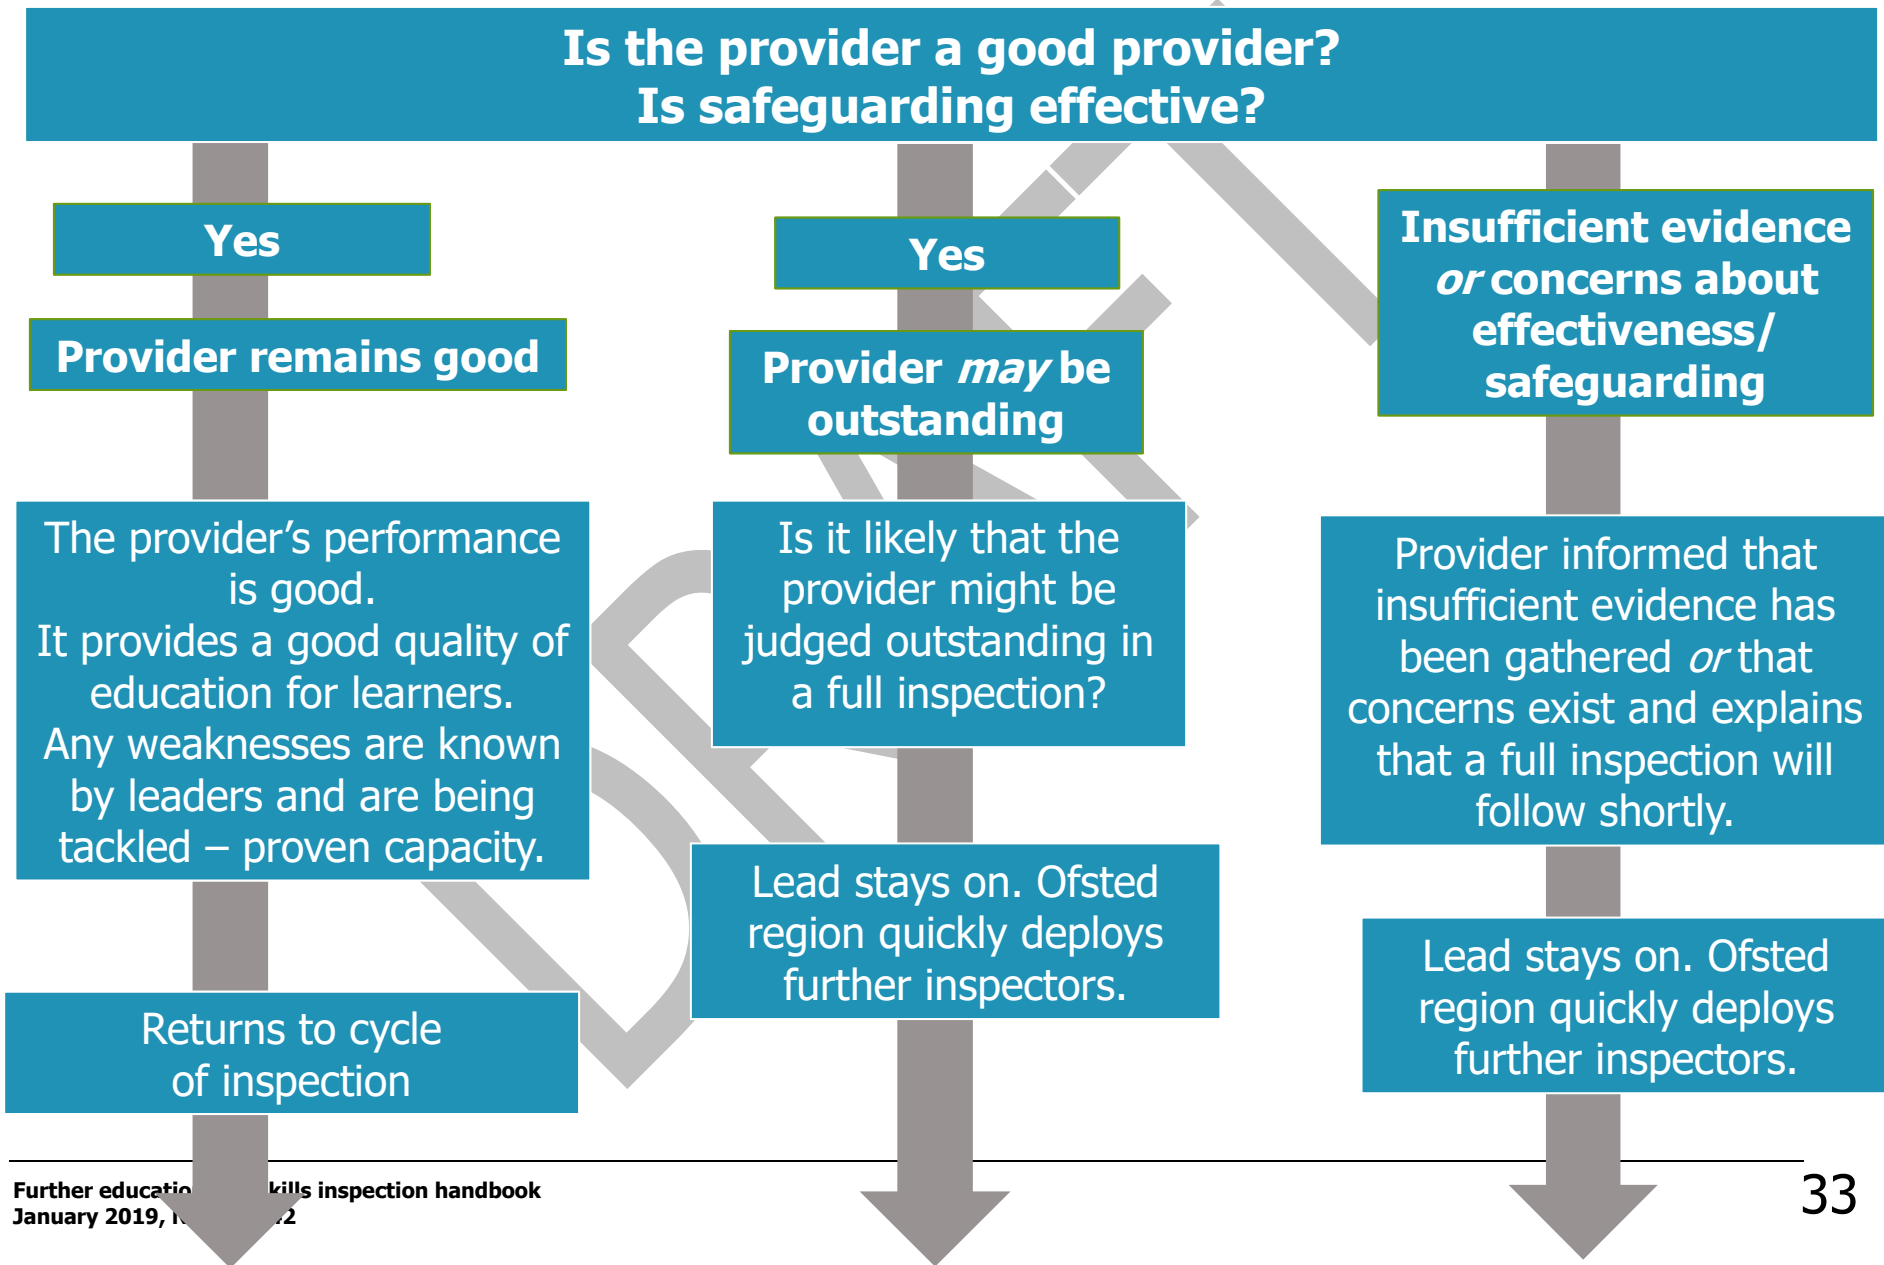 Is the provider a good provider?
Is safeguarding effective?
Yes
Provider remains good
The provider’s performance
is good.
It provides a good quality of
education for learners.
Any weaknesses are known
by leaders and are being
tackled – proven capacity.
Returns to cycle
of inspection
Yes
Provider may be
outstanding
Is it likely that the
provider might be
judged outstanding in
a full inspection?
Lead stays on. Ofsted
region quickly deploys
further inspectors.
Insufficient evidence
or concerns about
effectiveness/
safeguarding
Provider informed that
insufficient evidence has
been gathered or that
concerns exist and explains
that a full inspection will
follow shortly.
Lead stays on. Ofsted
region quickly deploys
further inspectors.
Further inspection handbook
January 2019,
33